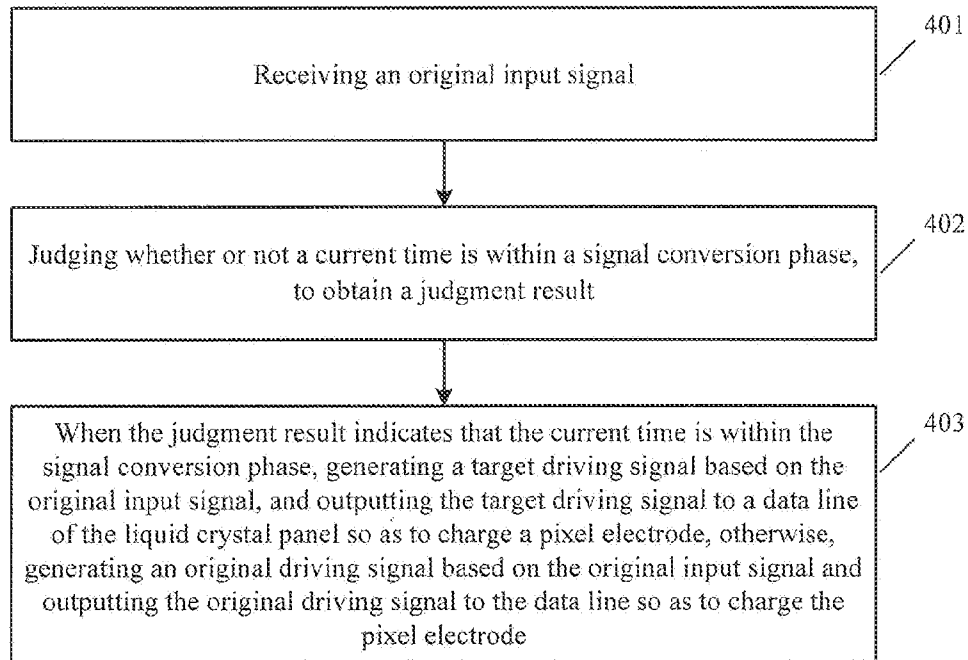 401
Receiving an original input signal
402
Judging whether or not a current time is within a signal conversion phase,
to obtain a judgment result
403
When the judgment result indicates that the current time is within the
signal conversion phase, generating a target driving signal based on the
original input signal, and outputting the target driving signal to a data line
of the liquid crystal panel so as to charge a pixel electrode, otherwise,
generating an original driving signal based on the original input signal and
outputting the original driving signal to the data line so as to charge the
pixel electrode